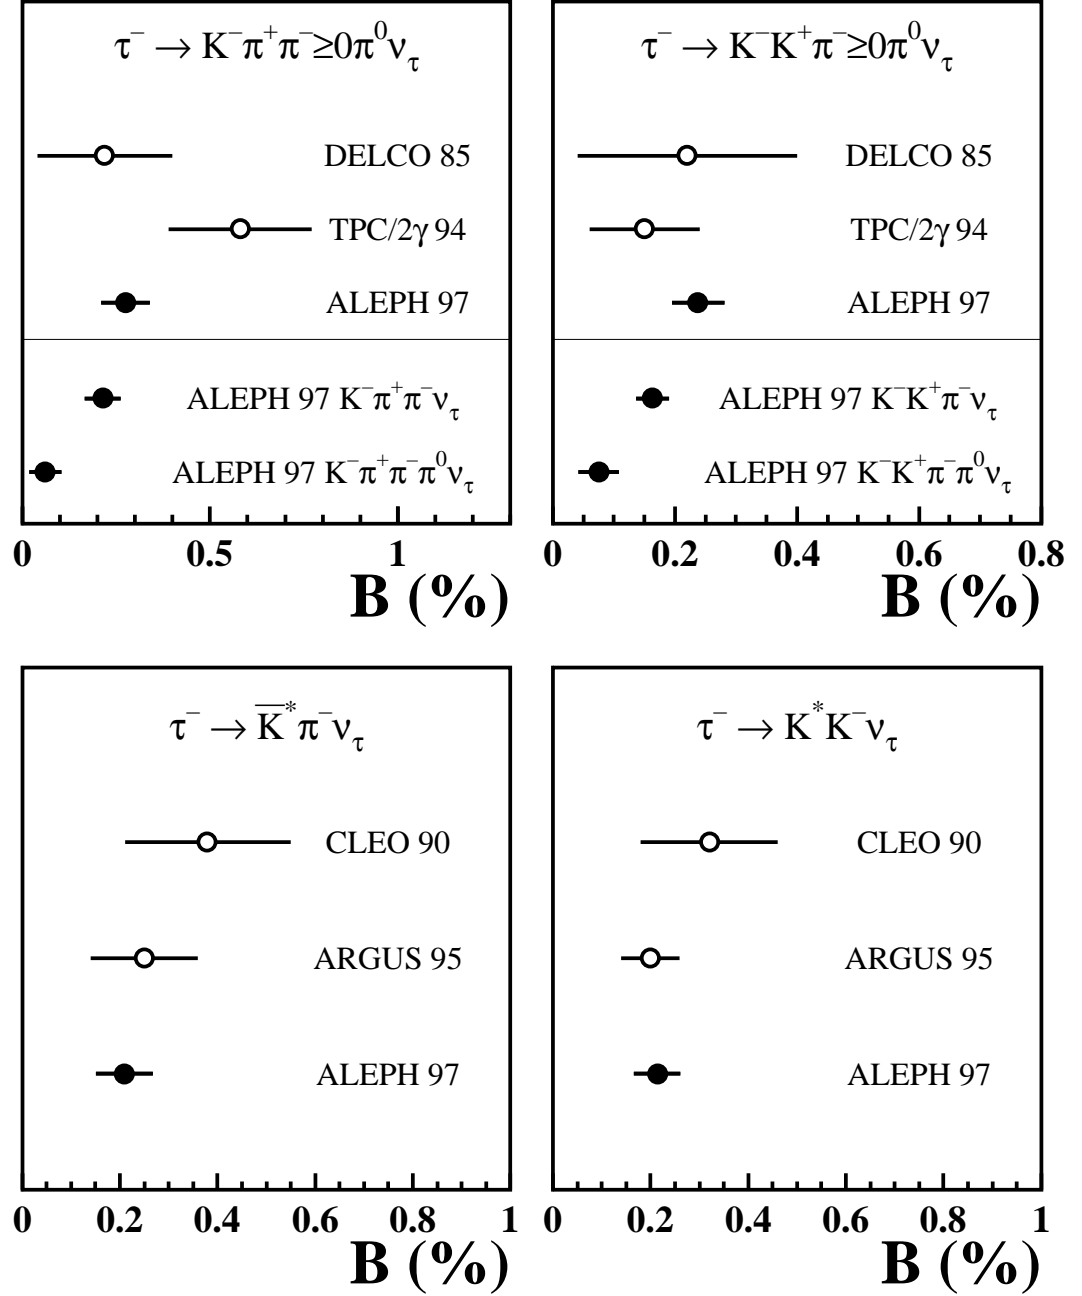 τ⁻ → K⁻π⁺π⁻≥0π⁰ν_τ
DELCO 85
TPC/2γ 94
ALEPH 97
ALEPH 97 K⁻π⁺π⁻ν_τ
ALEPH 97 K⁻π⁺π⁻π⁰ν_τ
0 0.5 1
B (%)
τ⁻ → K⁻K⁺π⁻≥0π⁰ν_τ
DELCO 85
TPC/2γ 94
ALEPH 97
ALEPH 97 K⁻K⁺π⁻ν_τ
ALEPH 97 K⁻K⁺π⁻π⁰ν_τ
0 0.2 0.4 0.6 0.8
B (%)
τ⁻ → K̅*π⁻ν_τ
CLEO 90
ARGUS 95
ALEPH 97
0 0.2 0.4 0.6 0.8 1
B (%)
τ⁻ → K*K⁻ν_τ
CLEO 90
ARGUS 95
ALEPH 97
0 0.2 0.4 0.6 0.8 1
B (%)